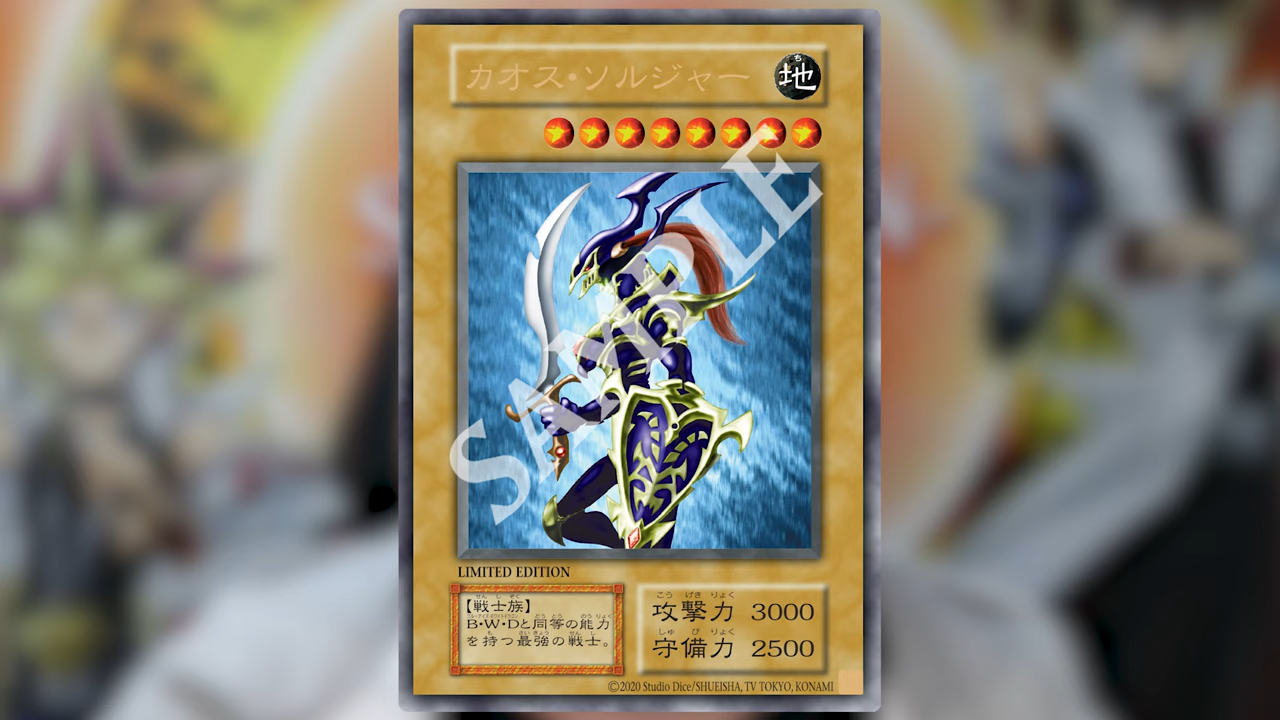 カオス・ソルジャー
地
SAMPLE
LIMITED EDITION
【戦士族】
B・W・Dと同等の能力
を持つ最強の戦士。
攻撃力 3000
守備力 2500
©2020 Studio Dice/SHUEISHA, TV TOKYO, KONAMI